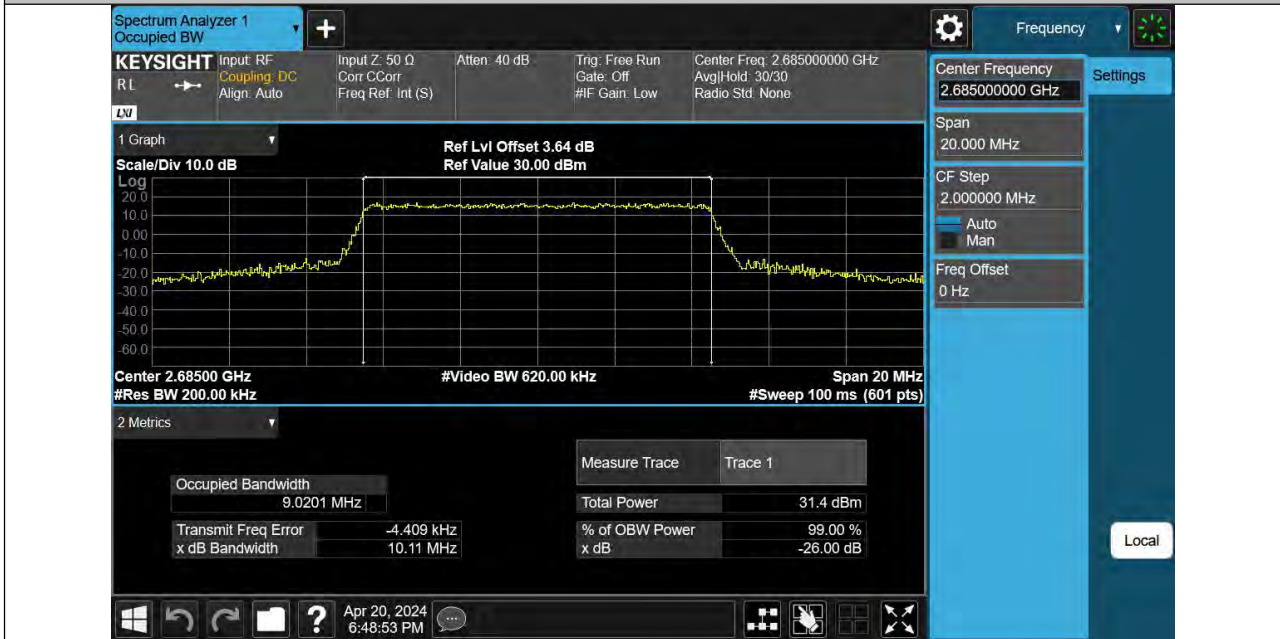 Spectrum Analyzer 1
Occupied BW
Frequency
KEYSIGHT
RL
LXI
Input: RF
Coupling: DC
Align: Auto
Input Z: 50 Ω
Corr CCorr
Freq Ref: Int (S)
Atten: 40 dB
Trig: Free Run
Gate: Off
#IF Gain: Low
Center Freq: 2.685000000 GHz
Avg|Hold: 30/30
Radio Std: None
Center Frequency
2.685000000 GHz
Settings
Span
20.000 MHz
CF Step
2.000000 MHz
Auto
Man
Freq Offset
0 Hz
Local
1 Graph
Scale/Div 10.0 dB
Ref Lvl Offset 3.64 dB
Ref Value 30.00 dBm
Log
20.0
10.0
0.00
-10.0
-20.0
-30.0
-40.0
-50.0
-60.0
Center 2.68500 GHz
#Video BW 620.00 kHz
Span 20 MHz
#Res BW 200.00 kHz
#Sweep 100 ms (601 pts)
2 Metrics
Measure Trace Trace 1
Occupied Bandwidth
9.0201 MHz
Total Power 31.4 dBm
Transmit Freq Error -4.409 kHz
% of OBW Power 99.00 %
x dB Bandwidth 10.11 MHz
x dB -26.00 dB
Apr 20, 2024
6:48:53 PM